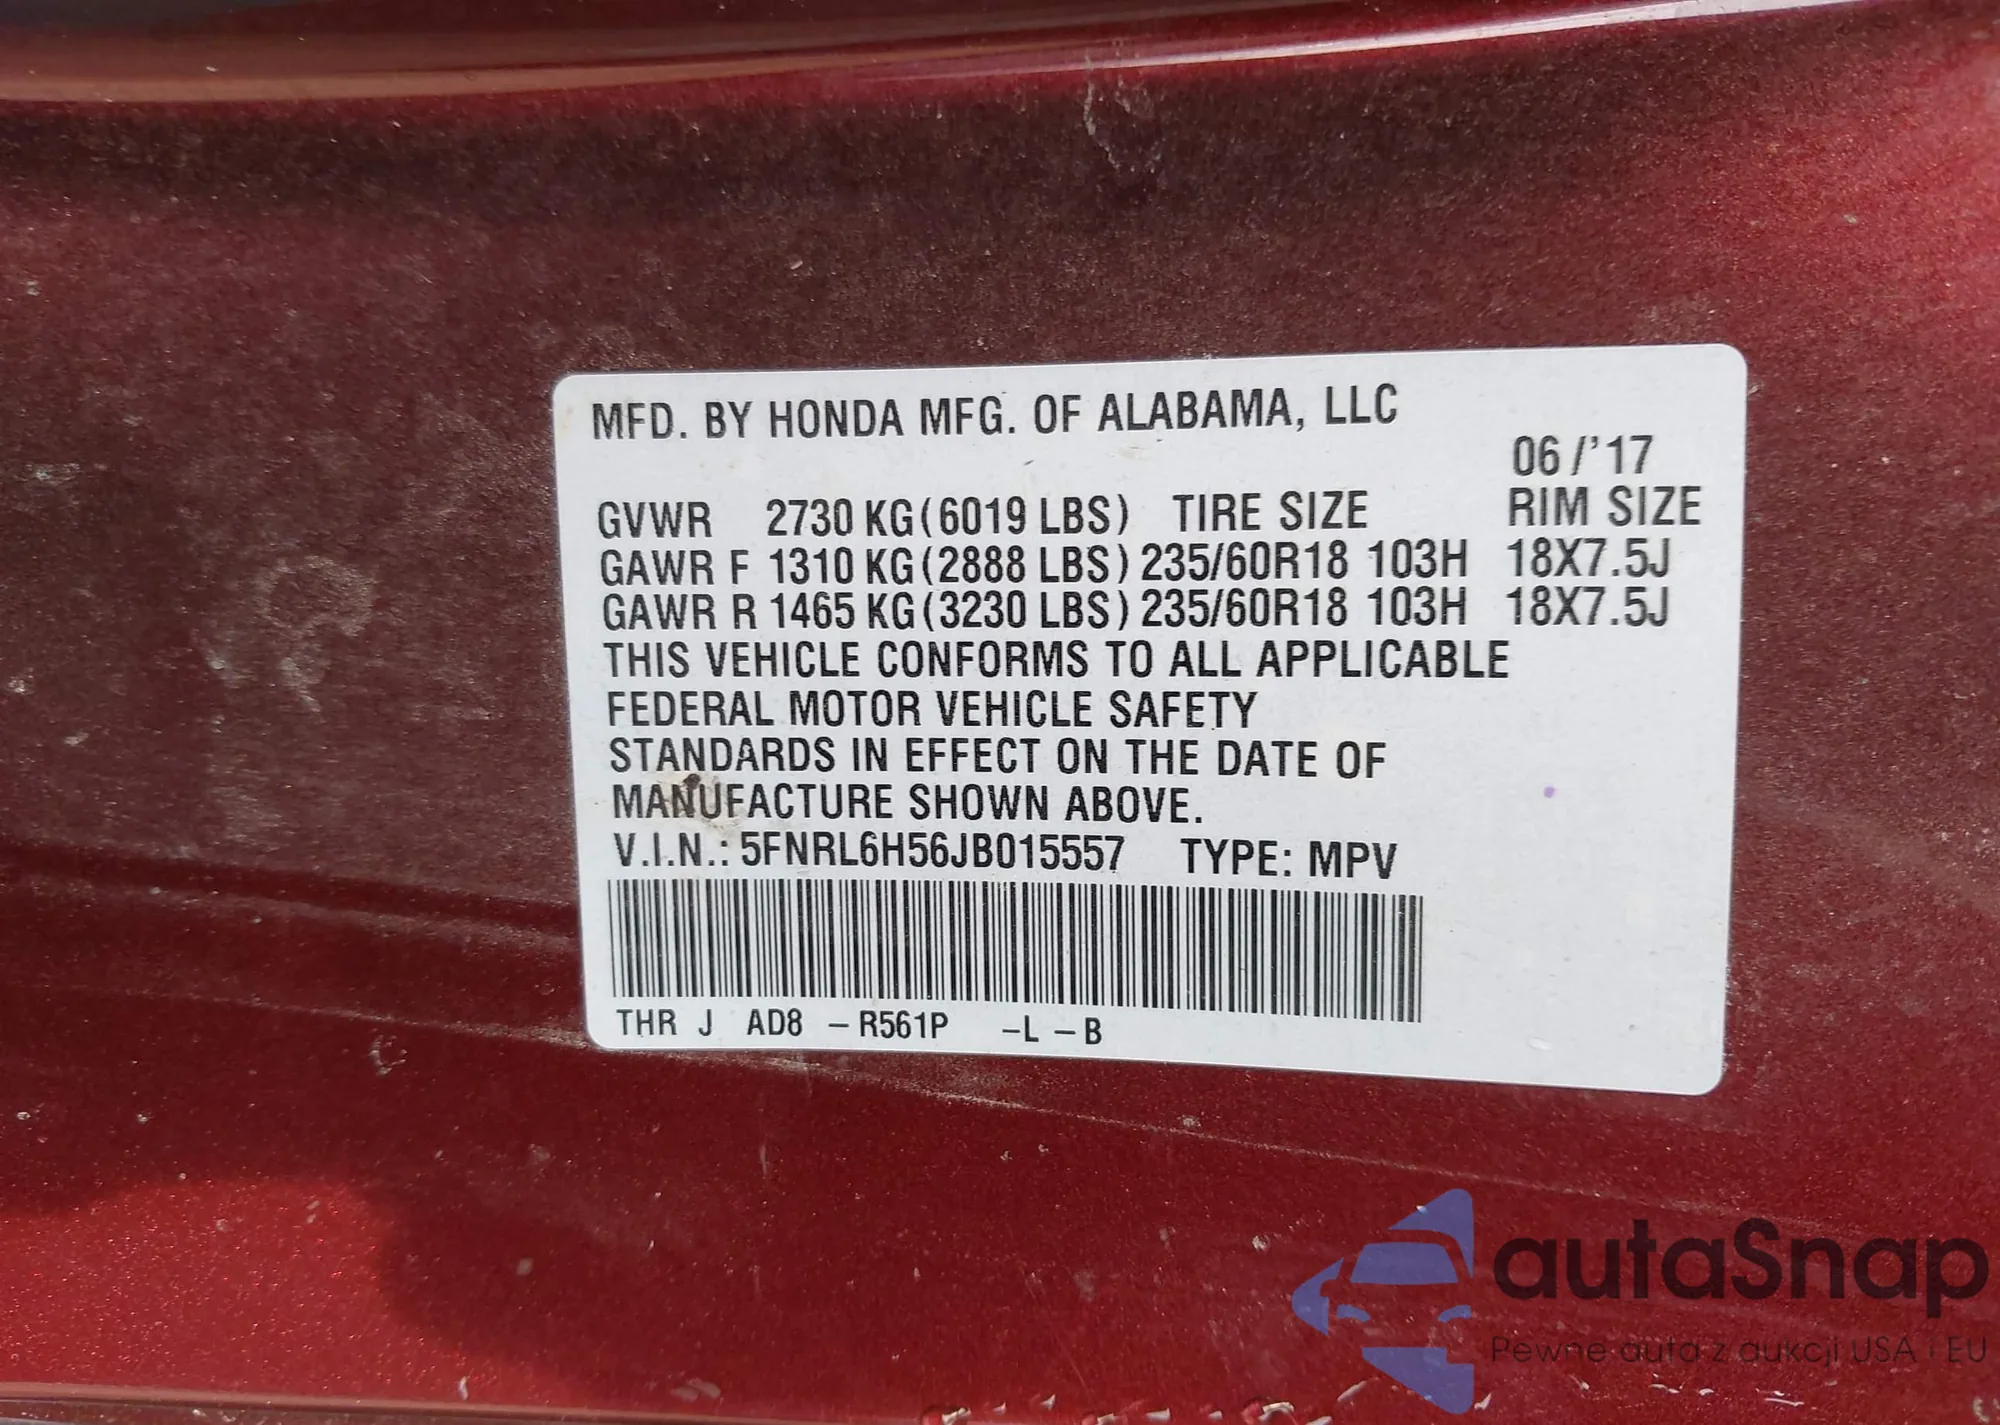 MFD. BY HONDA MFG. OF ALABAMA, LLC
06 /'17
GVWR 2730 KG (6019 LBS) TIRE SIZE RIM SIZE
GAWR F 1310 KG (2888 LBS) 235/60R18 103H 18X7.5J
GAWR R 1465 KG (3230 LBS) 235/60R18 103H 18X7.5J
THIS VEHICLE CONFORMS TO ALL APPLICABLE
FEDERAL MOTOR VEHICLE SAFETY
STANDARDS IN EFFECT ON THE DATE OF
MANUFACTURE SHOWN ABOVE.
V.I.N.: 5FNRL6H56JB015557 TYPE: MPV
THR J AD8 – R561P –L – B
autaSnap
Pewne auta z aukcji USA i EU